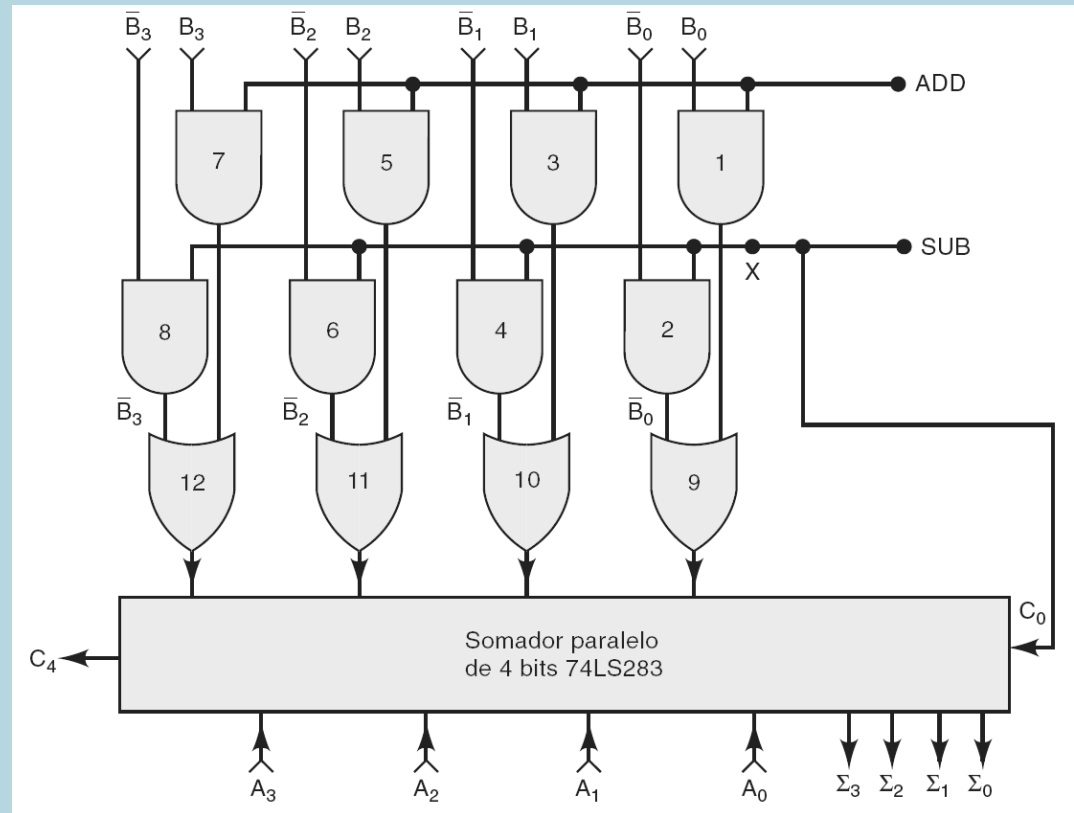 B̅₃ B₃ B̅₂ B₂ B̅₁ B₁ B̅₀ B₀
ADD
7 5 3 1
SUB
X
8 6 4 2
B̅₃ B̅₂ B̅₁ B̅₀
12 11 10 9
C₀
Somador paralelo
de 4 bits 74LS283
C₄
A₃ A₂ A₁ A₀ Σ₃ Σ₂ Σ₁ Σ₀